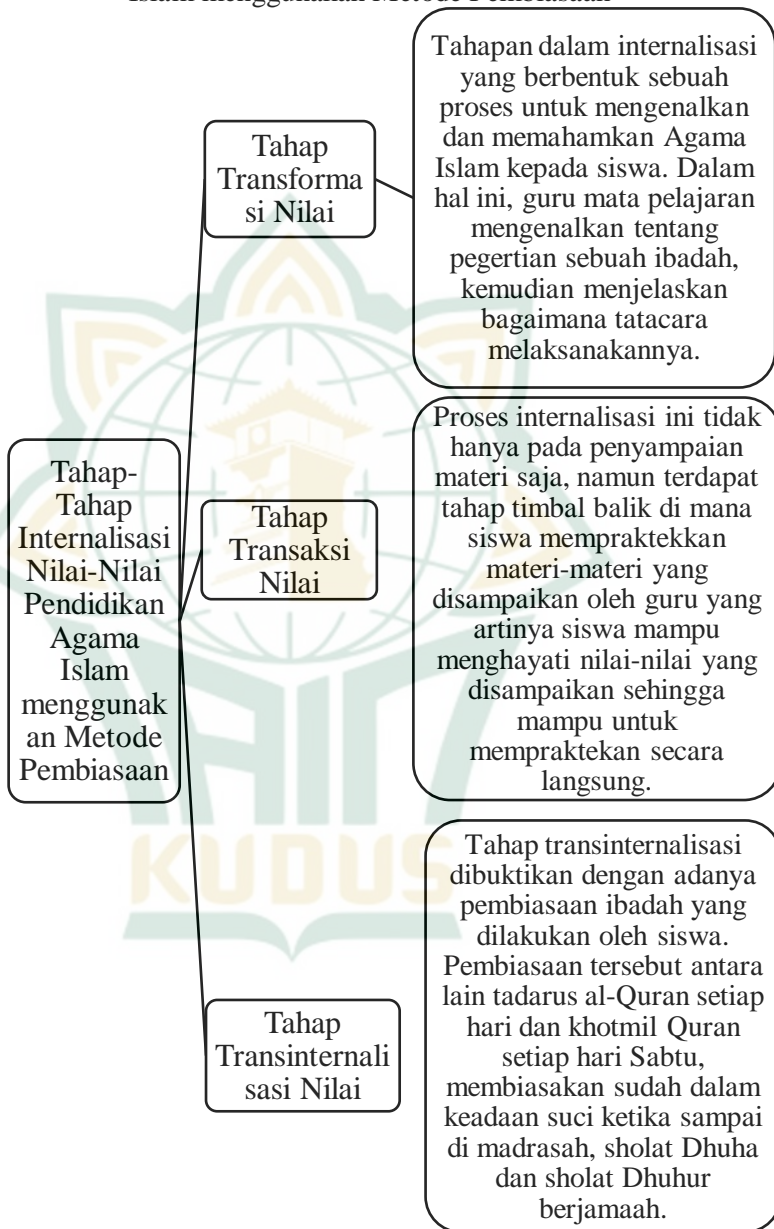 Islam menggunakan Metode Pembiasaan
Tahap-
Tahap
Internalisasi
Nilai-Nilai
Pendidikan
Agama
Islam
menggunak
an Metode
Pembiasaan
Tahap
Transforma
si Nilai
Tahapan dalam internalisasi
yang berbentuk sebuah
proses untuk mengenalkan
dan memahamkan Agama
Islam kepada siswa. Dalam
hal ini, guru mata pelajaran
mengenalkan tentang
pegertian sebuah ibadah,
kemudian menjelaskan
bagaimana tatacara
melaksanakannya.
Tahap
Transaksi
Nilai
Proses internalisasi ini tidak
hanya pada penyampaian
materi saja, namun terdapat
tahap timbal balik di mana
siswa mempraktekkan
materi-materi yang
disampaikan oleh guru yang
artinya siswa mampu
menghayati nilai-nilai yang
disampaikan sehingga
mampu untuk
mempraktekan secara
langsung.
Tahap
Transinternali
sasi Nilai
Tahap transinternalisasi
dibuktikan dengan adanya
pembiasaan ibadah yang
dilakukan oleh siswa.
Pembiasaan tersebut antara
lain tadarus al-Quran setiap
hari dan khotmil Quran
setiap hari Sabtu,
membiasakan sudah dalam
keadaan suci ketika sampai
di madrasah, sholat Dhuha
dan sholat Dhuhur
berjamaah.
KUDUS